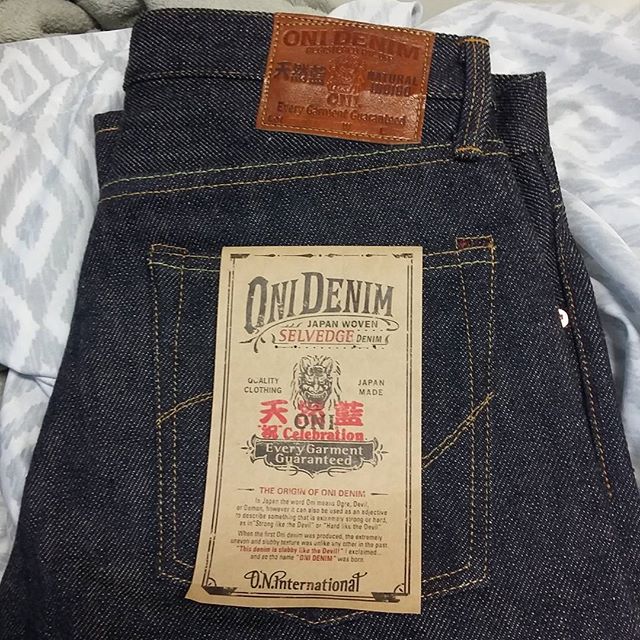 ONI DENIM
天然藍
NATURAL
INDIGO
ONI
Every Garment Guaranteed
ONI DENIM
JAPAN WOVEN
SELVEDGE DENIM
QUALITY
CLOTHING
JAPAN
MADE
天然藍
ONI
祝 Celebration
Every Garment
Guaranteed
THE ORIGIN OF ONI DENIM
In Japan the word Oni means Ogre, Devil,
or Demon, however it can also be used as an adjective
to describe something that is extremely strong or hard,
as in "Strong like the Devil" or "Hard like the Devil".
When the first Oni denim was produced, the extremely
uneven and slubby texture was unlike any other in the past.
"This denim is slubby like the Devil!" I exclaimed...
and so the name "ONI DENIM" was born.
O.N.International